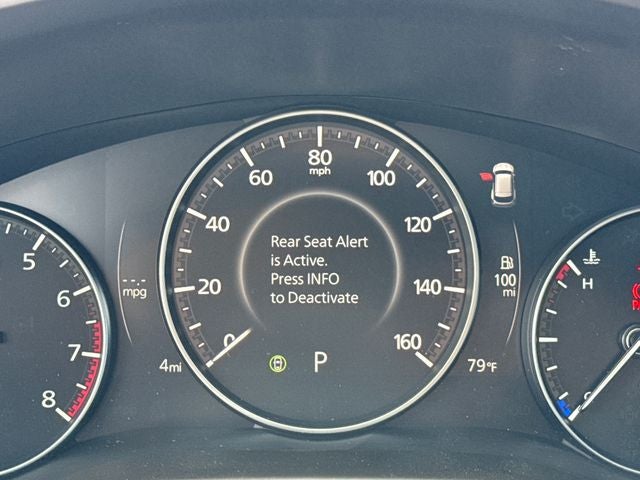 80
mph
60
100
40
120
20
140
0
160
Rear Seat Alert
is Active.
Press INFO
to Deactivate
P
5
6
7
8
---
mpg
4mi
100
mi
79°F
H